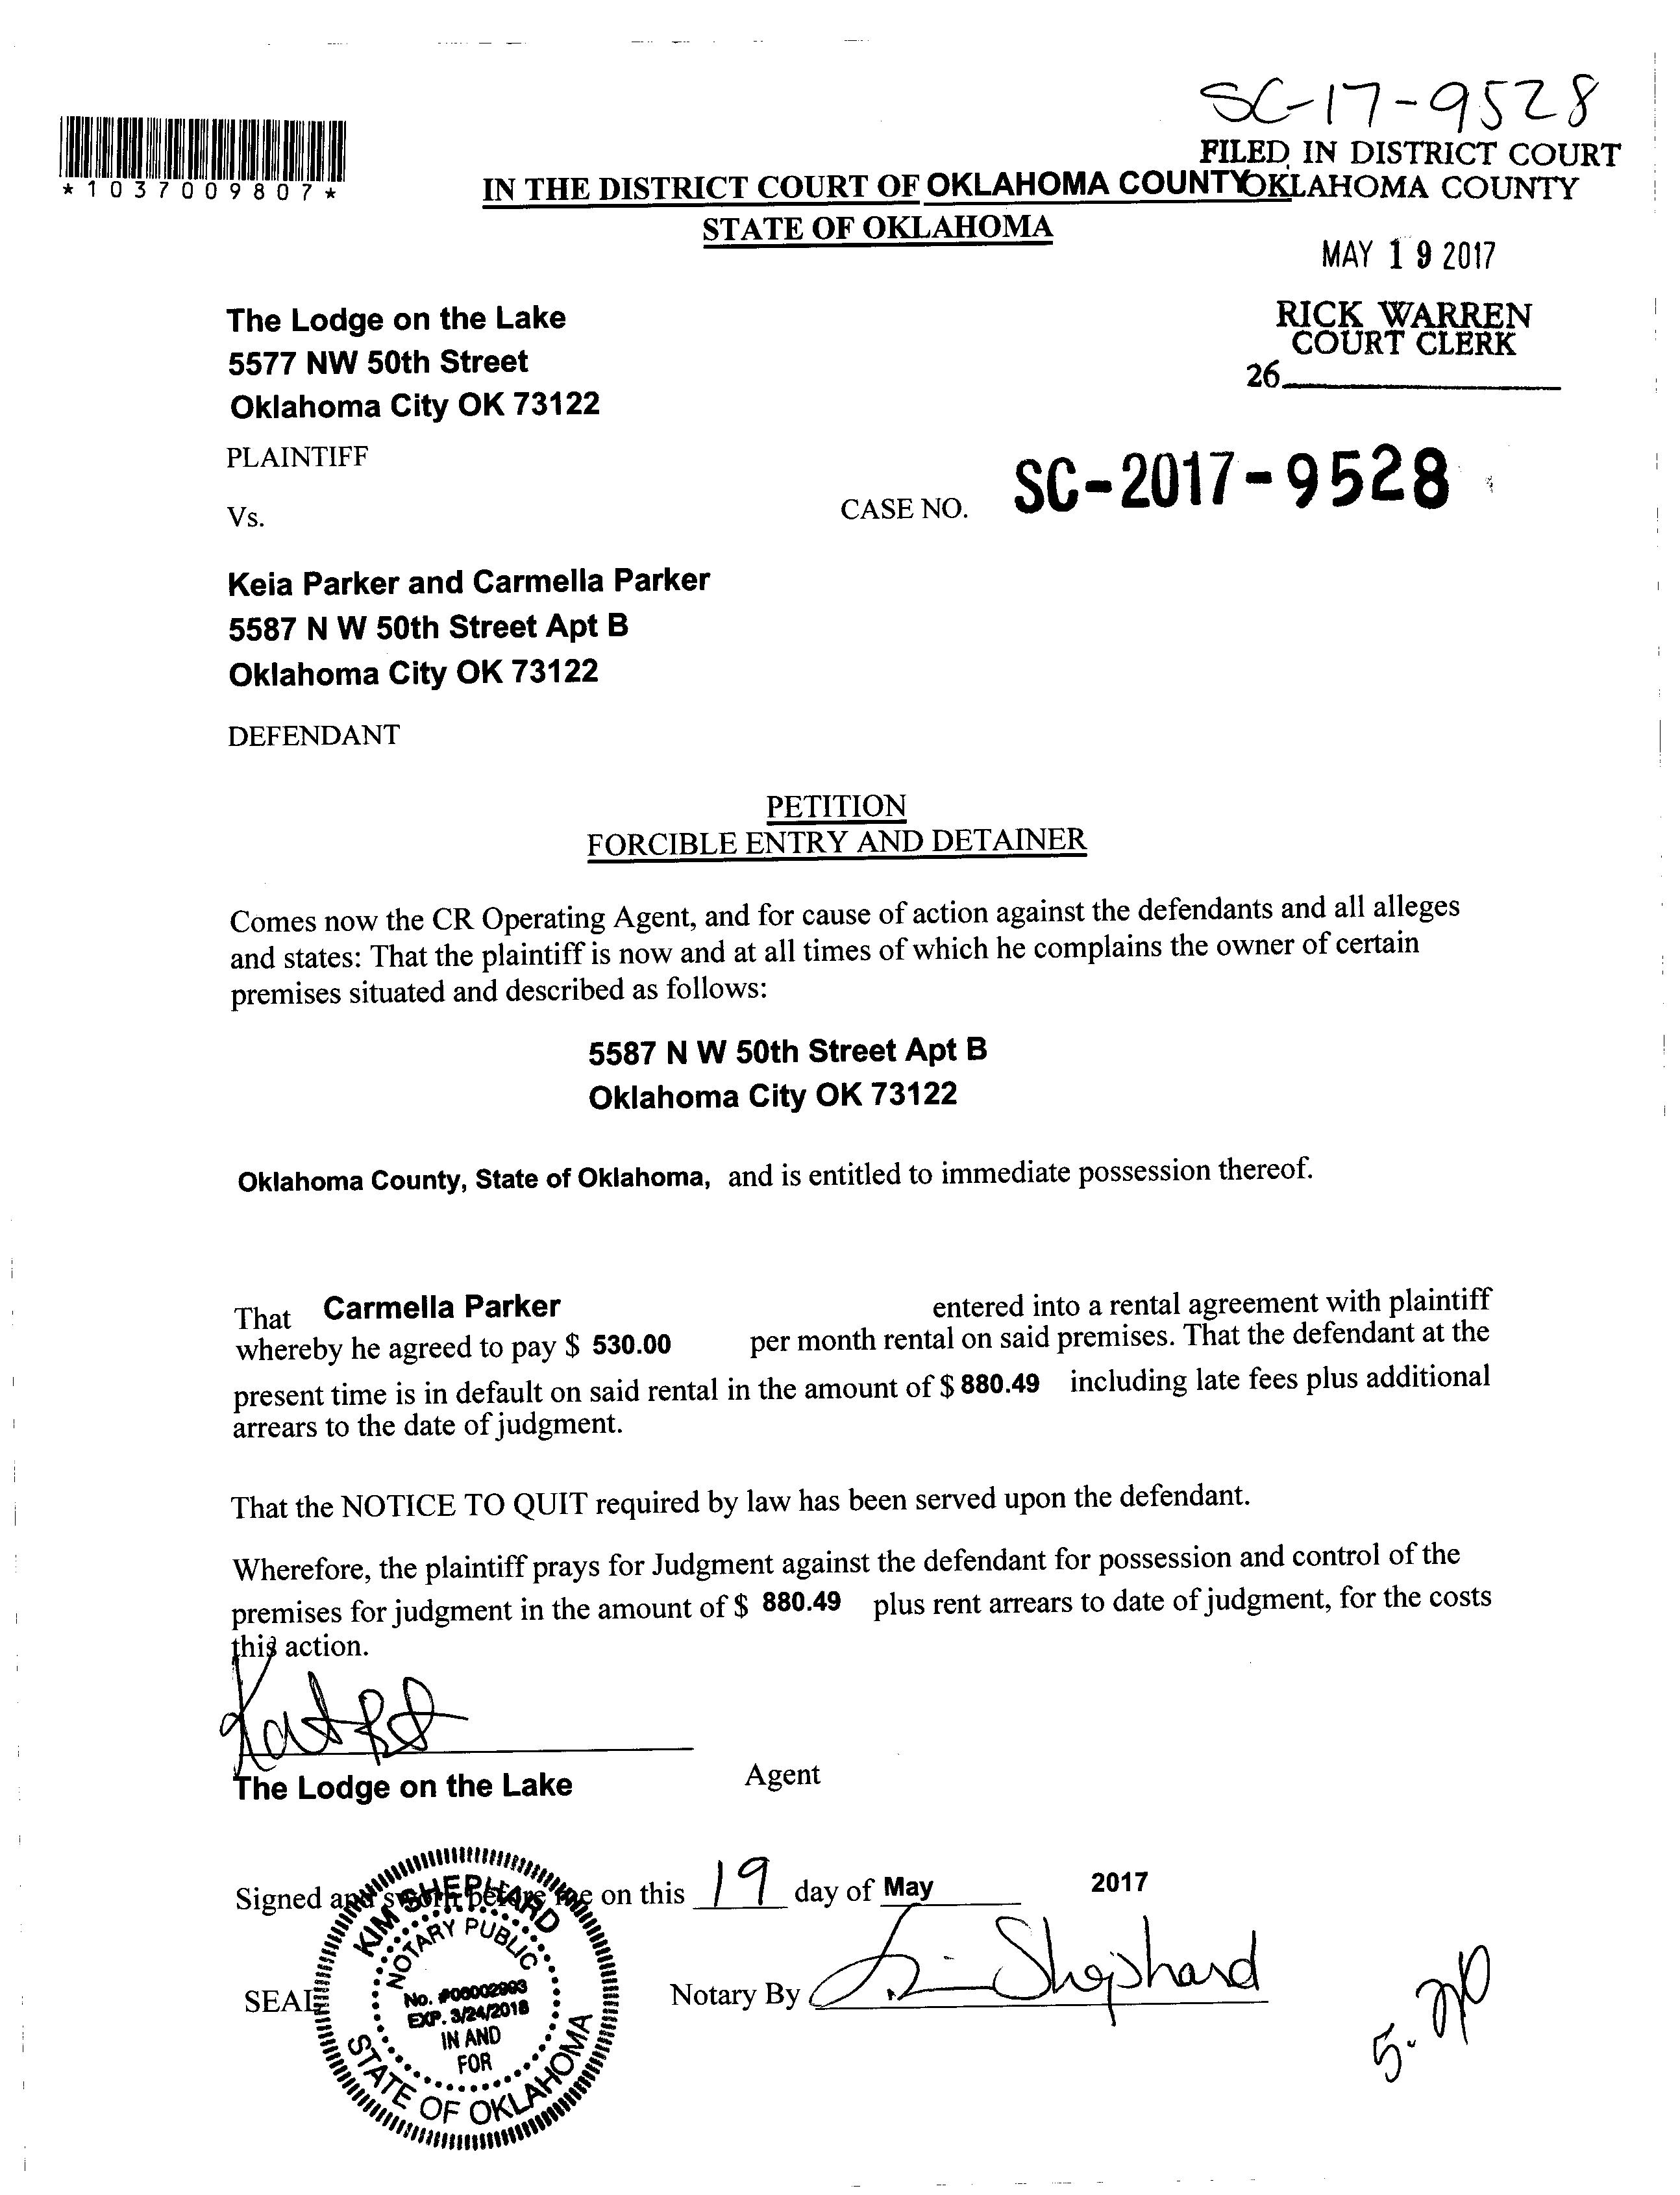 SC-17-9528
FILED IN DISTRICT COURT
*1037009807*
IN THE DISTRICT COURT OF OKLAHOMA COUNTY OKLAHOMA COUNTY
STATE OF OKLAHOMA
MAY 19 2017
The Lodge on the Lake
RICK WARREN
COURT CLERK
5577 NW 50th Street
26
Oklahoma City OK 73122
PLAINTIFF
Vs.
CASE NO. SC-2017-9528
Keia Parker and Carmella Parker
5587 N W 50th Street Apt B
Oklahoma City OK 73122
DEFENDANT
PETITION
FORCIBLE ENTRY AND DETAINER
Comes now the CR Operating Agent, and for cause of action against the defendants and all alleges
and states: That the plaintiff is now and at all times of which he complains the owner of certain
premises situated and described as follows:
5587 N W 50th Street Apt B
Oklahoma City OK 73122
Oklahoma County, State of Oklahoma, and is entitled to immediate possession thereof.
That Carmella Parker entered into a rental agreement with plaintiff
whereby he agreed to pay $ 530.00 per month rental on said premises. That the defendant at the
present time is in default on said rental in the amount of $ 880.49 including late fees plus additional
arrears to the date of judgment.
That the NOTICE TO QUIT required by law has been served upon the defendant.
Wherefore, the plaintiff prays for Judgment against the defendant for possession and control of the
premises for judgment in the amount of $ 880.49 plus rent arrears to date of judgment, for the costs
this action.
The Lodge on the Lake Agent
Signed and sworn before me on this 19 day of May 2017
SEAL
Notary By Kim Shephard
KIM SHEPHARD
NOTARY PUBLIC
No. #06002993
EXP. 3/24/2018
IN AND
FOR
STATE OF OKLAHOMA